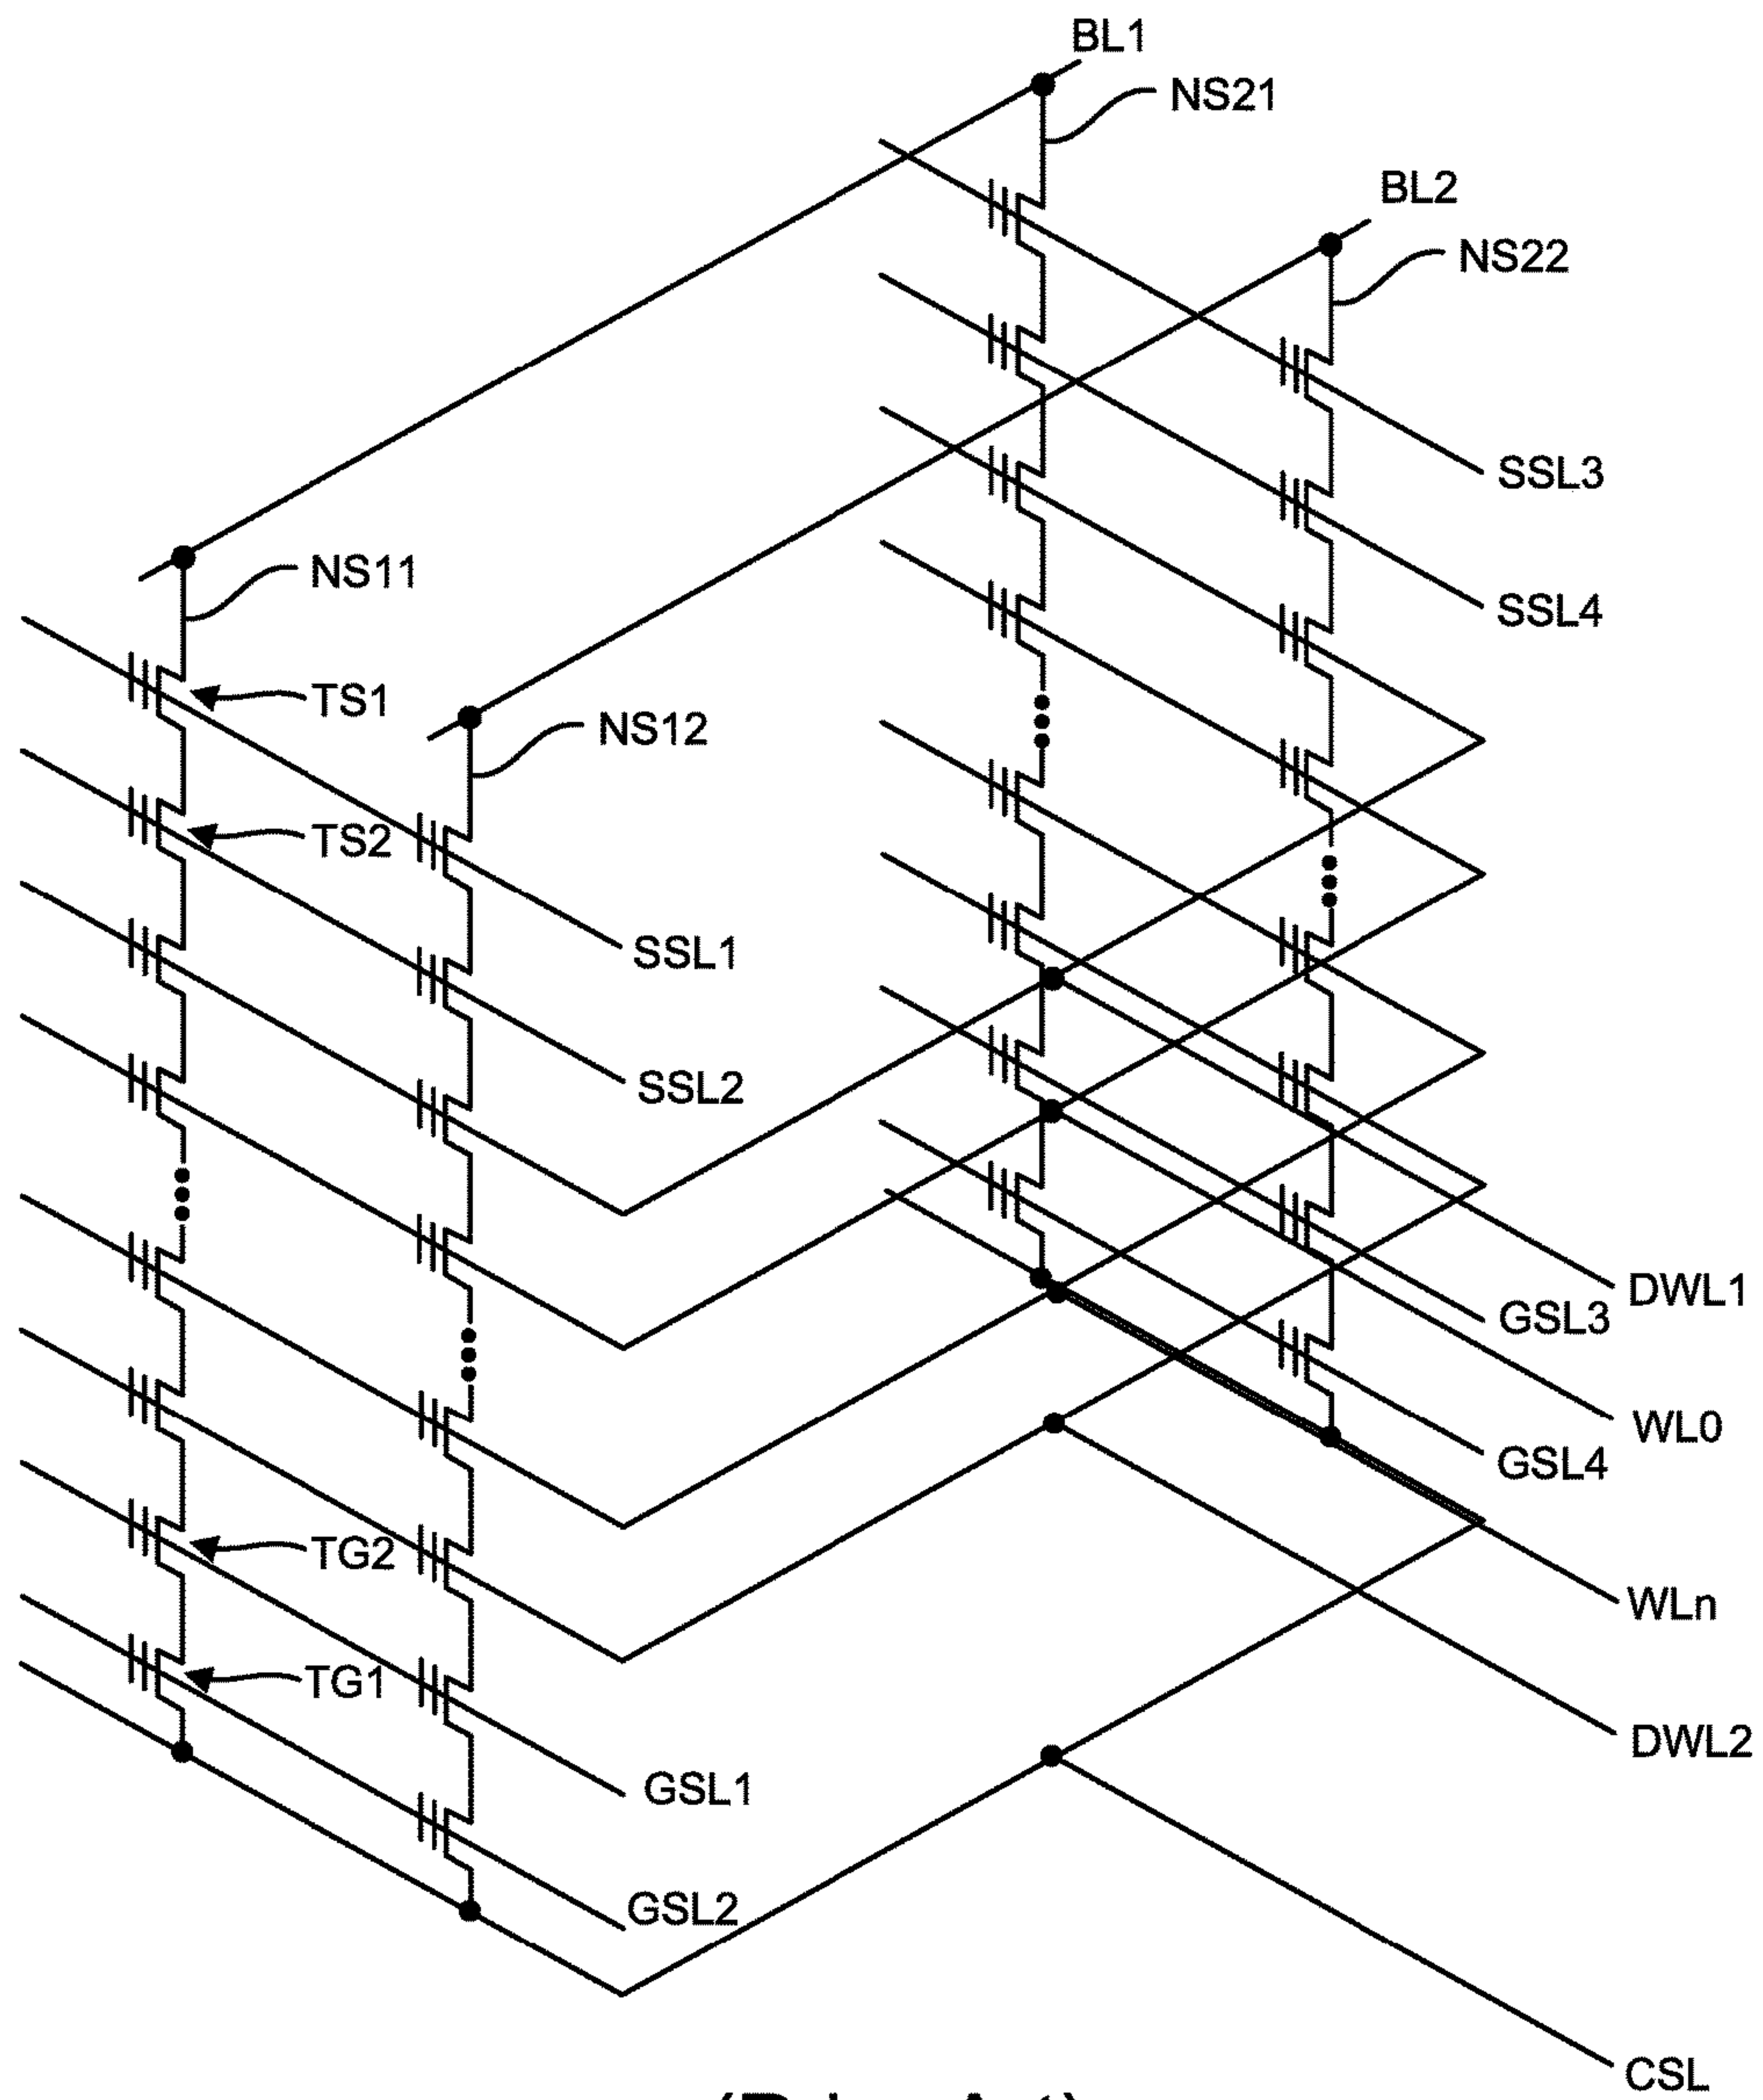 BL1
NS21
BL2
NS22
SSL3
NS11
SSL4
TS1
NS12
TS2
SSL1
SSL2
DWL1
GSL3
WL0
GSL4
TG2
WLn
TG1
DWL2
GSL1
GSL2
CSL